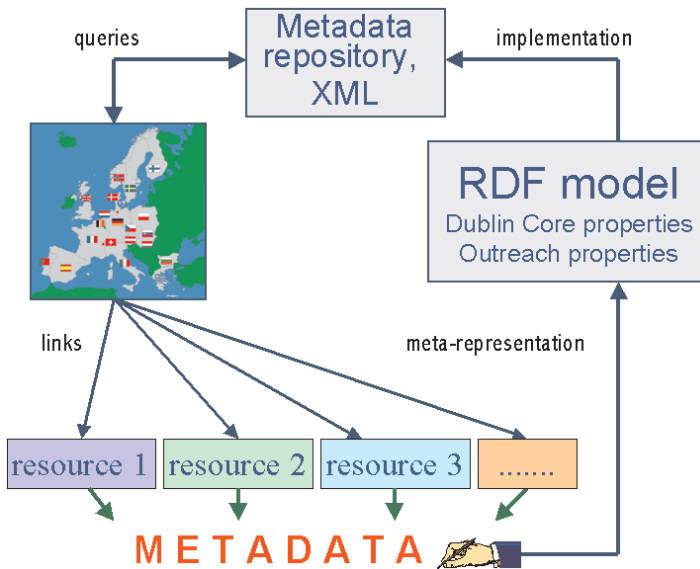 queries
Metadata
repository,
XML
implementation
RDF model
Dublin Core properties
Outreach properties
links
meta-representation
resource 1
resource 2
resource 3
.......
METADATA